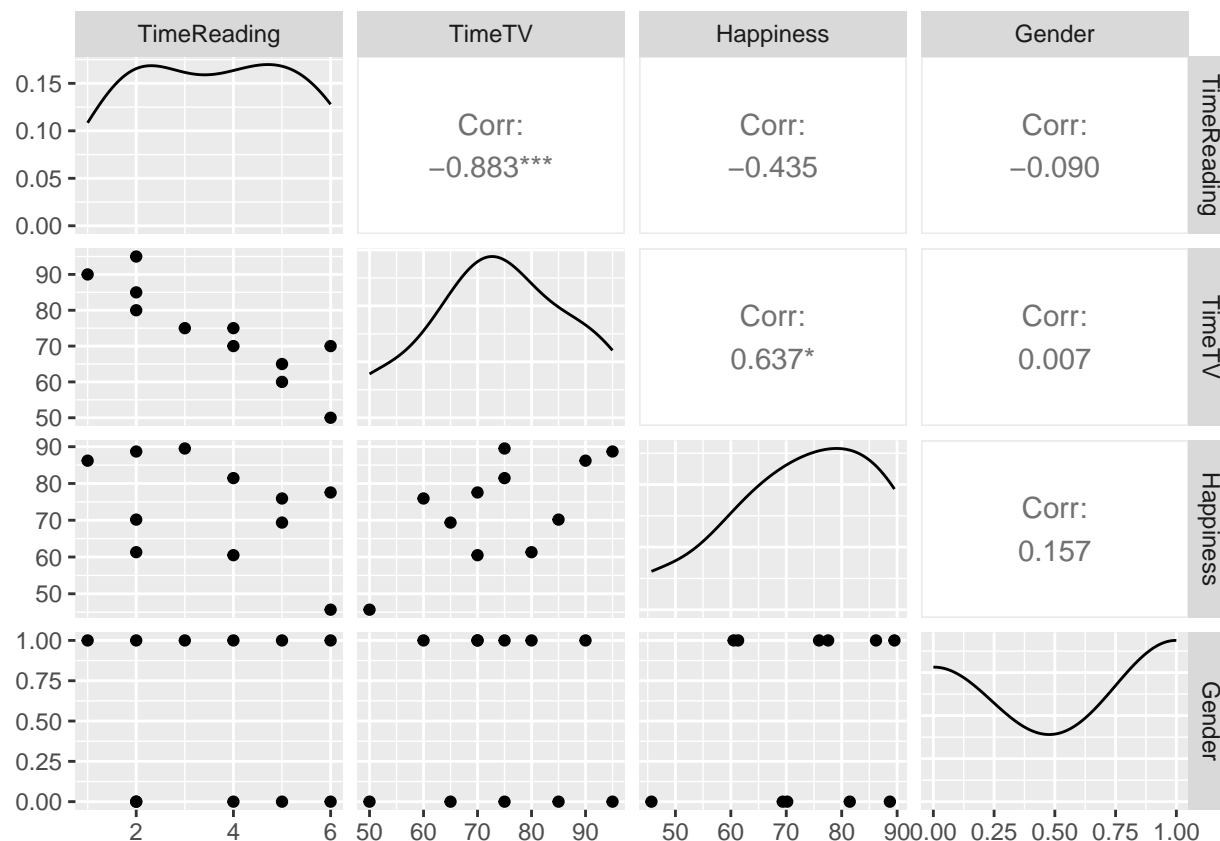 TimeReading TimeTV Happiness Gender
0.15
0.10
0.05
0.00
Corr:
−0.883***
Corr:
−0.435
Corr:
−0.090
TimeReading
90
80
70
60
50
Corr:
0.637*
Corr:
0.007
TimeTV
90
80
70
60
50
Corr:
0.157
Happiness
1.00
0.75
0.50
0.25
0.00
Gender
2 4 6 50 60 70 80 90 50 60 70 80 90 0.00 0.25 0.50 0.75 1.00